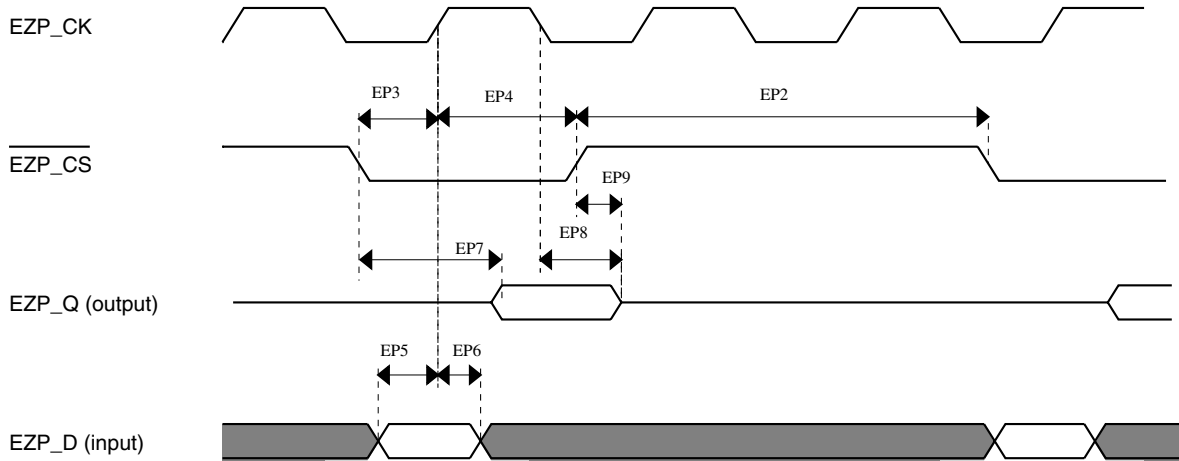 EZP_CK
EP3
EP4
EP2
EZP_CS
EP9
EP8
EP7
EZP_Q (output)
EP5
EP6
EZP_D (input)